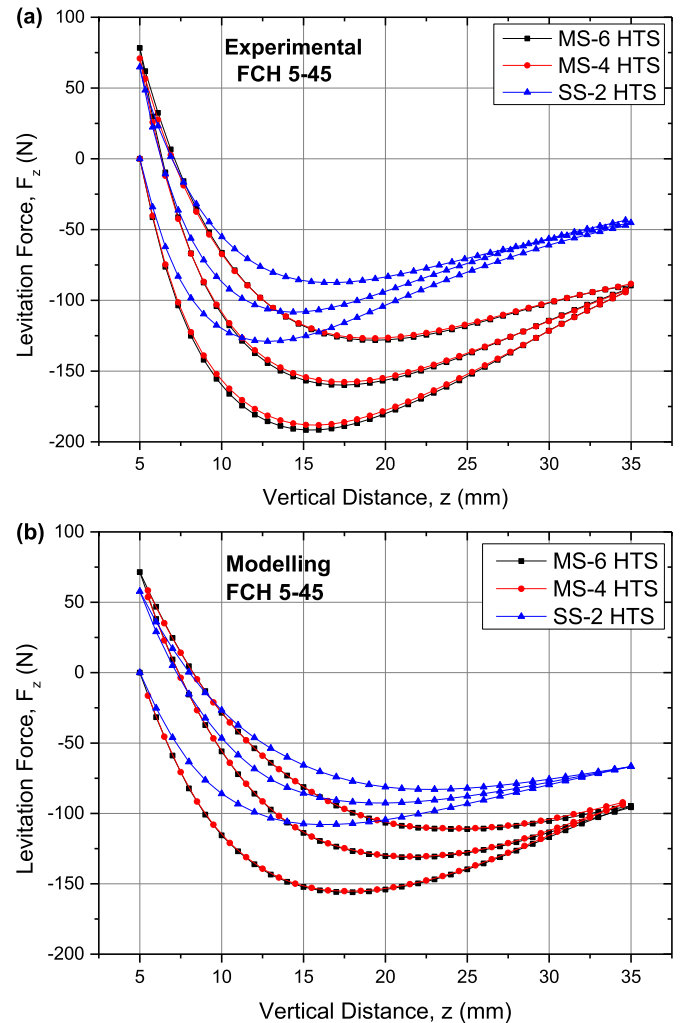 (a)
Experimental
FCH 5-45
MS-6 HTS
MS-4 HTS
SS-2 HTS
100
50
0
-50
-100
-150
-200
Levitation Force, Fz (N)
5
10
15
20
25
30
35
Vertical Distance, z (mm)
(b)
Modelling
FCH 5-45
MS-6 HTS
MS-4 HTS
SS-2 HTS
100
50
0
-50
-100
-150
-200
Levitation Force, Fz (N)
5
10
15
20
25
30
35
Vertical Distance, z (mm)